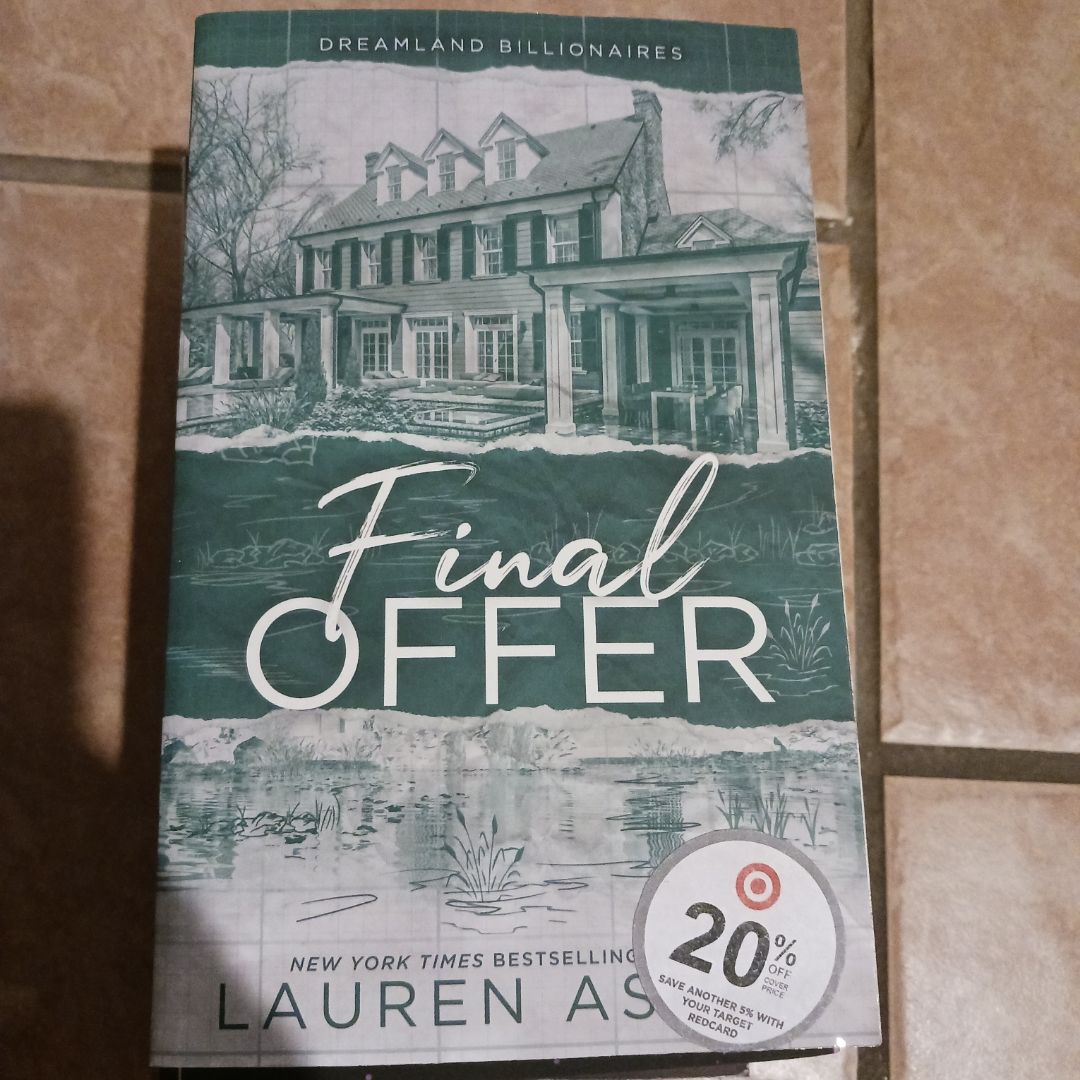 DREAMLAND BILLIONAIRES
Final
OFFER
NEW YORK TIMES BESTSELLING
LAUREN AS
20% OFF COVER PRICE
SAVE ANOTHER 5% WITH
YOUR TARGET
REDCARD